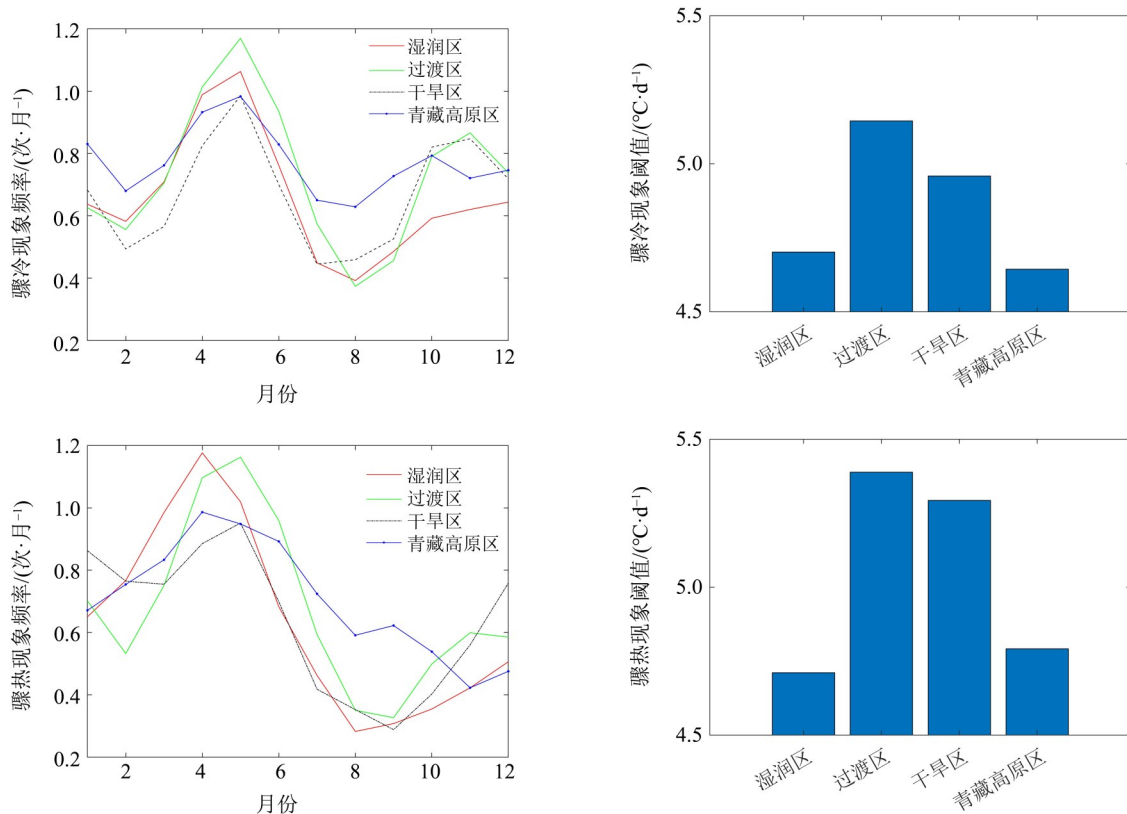 骤冷现象频率/(次·月⁻¹)
1.2
1.0
0.8
0.6
0.4
0.2
湿润区
过渡区
干旱区
青藏高原区
2
4
6
8
10
12
月份
骤冷现象阈值/(℃·d⁻¹)
5.5
5.0
4.5
湿润区
过渡区
干旱区
青藏高原区
骤热现象频率/(次·月⁻¹)
1.2
1.0
0.8
0.6
0.4
0.2
湿润区
过渡区
干旱区
青藏高原区
2
4
6
8
10
12
月份
骤热现象阈值/(℃·d⁻¹)
5.5
5.0
4.5
湿润区
过渡区
干旱区
青藏高原区